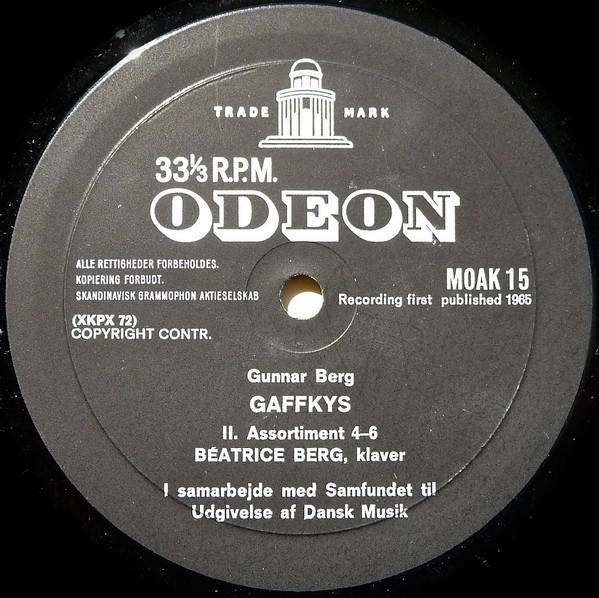 TRADE MARK
33⅓ R.P.M.
ODEON
ALLE RETTIGHEDER FORBEHOLDES.
KOPIERING FORBUDT.
SKANDINAVISK GRAMMOPHON AKTIESELSKAB
MOAK 15
Recording first published 1965
(XKPX 72)
COPYRIGHT CONTR.
Gunnar Berg
GAFFKYS
II. Assortiment 4–6
BÉATRICE BERG, klaver
I samarbejde med Samfundet til
Udgivelse af Dansk Musik